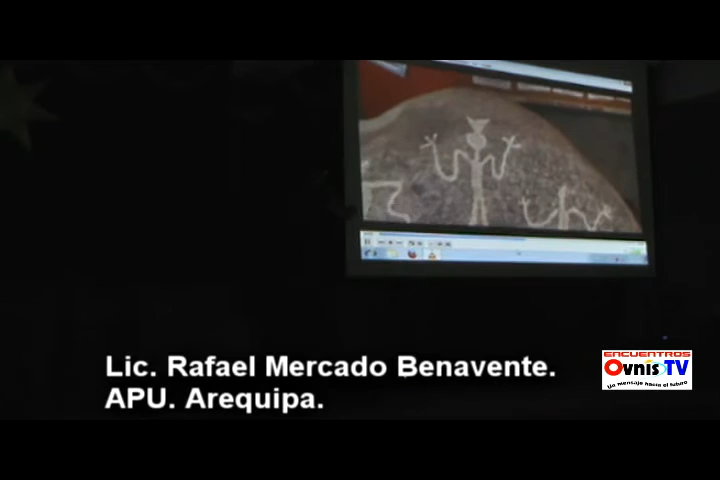 Lic. Rafael Mercado Benavente.
APU. Arequipa.
ENCUENTROS
OvnisTV
Un mensaje hacia el futuro